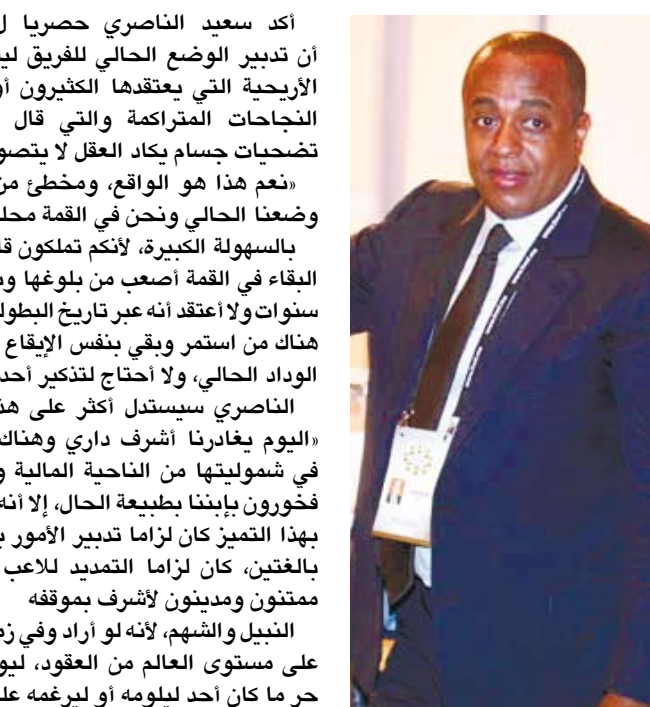 أكد سعيد الناصري حصريا ل
أن تدبير الوضع الحالي للفريق لي
الأريحية التي يعتقدها الكثيرون أو
النجاحات المتراكمة والتي قال
تضحيات جسام يكاد العقل لا يتصو
«نعم هذا هو الواقع، ومخطئ من
وضعنا الحالي ونحن في القمة محل
بالسهولة الكبيرة، لأنكم تملكون قا
البقاء في القمة أصعب من بلوغها و
سنوات ولا أعتقد أنه عبر تاريخ البطول
هناك من استمر وبقي بنفس الإيقاع
الوداد الحالي، ولا أحتاج لتذكير أحد
الناصري سيستدل أكثر على هذ
«اليوم يغادرنا أشرف داري وهناك
في شموليتها من الناحية المالية و
فخورون بإبننا بطبيعة الحال، إلا أنه
بهذا التميز كان لزاما تدبير الأمور ب
بالغتين، كان لزاما التمديد للاعب
ممتنون ومدينون لأشرف بموقفه
النبيل والشهم، لأنه لو أراد وفي زم
على مستوى العالم من العقود، ليو
حر ما كان أحد ليلومه أو ليرغمه عل